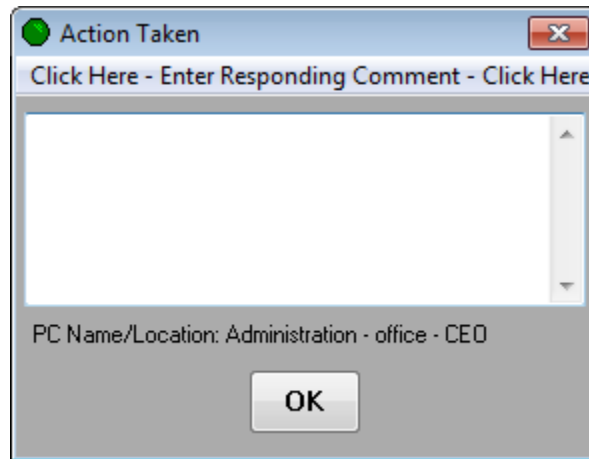 Action Taken
Click Here - Enter Responding Comment - Click Here
PC Name/Location: Administration - office - CEO
OK